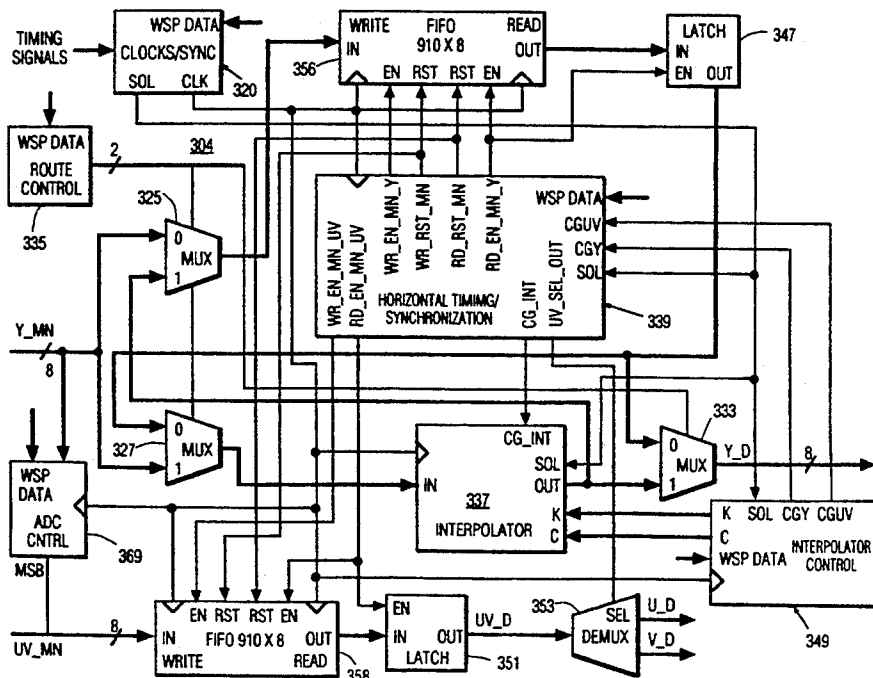 TIMING
SIGNALS
WSP DATA
CLOCKS/SYNC
SOL CLK
320
WRITE FIFO READ
IN 910 X 8 OUT
EN RST RST EN
356
LATCH
IN
EN OUT
347
WSP DATA
ROUTE
CONTROL
335
2
304
325
0
MUX
1
WR_EN_MN_UV
RD_EN_MN_UV
WR_EN_MN_Y
WR_RST_MN
RD_RST_MN
RD_EN_MN_Y
WSP DATA
CGUV
CGY
SOL
HORIZONTAL TIMIMG/
SYNCHRONIZATION
CG_INT
UV_SEL_OUT
339
Y_MN
8
327
0
MUX
1
CG_INT
SOL
IN
337
OUT
INTERPOLATOR
K
C
333
0
MUX
1
Y_D
8
WSP
DATA
ADC
CNTRL
369
MSB
K SOL CGY CGUV
C
WSP DATA
INTERPOLATOR
CONTROL
349
UV_MN
8
EN RST RST EN
IN FIFO 910 X 8 OUT
WRITE READ
358
EN
IN OUT
LATCH
351
UV_D
353
SEL
DEMUX
U_D
V_D